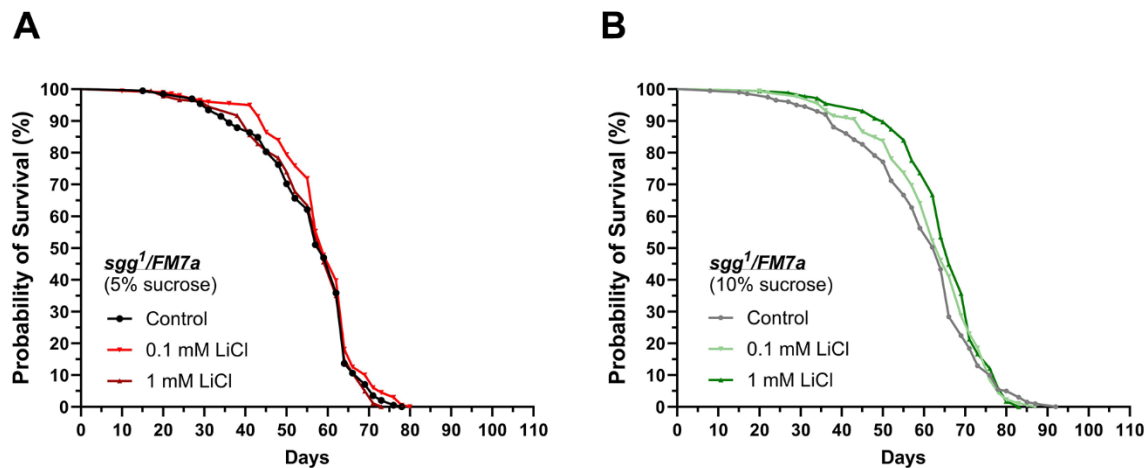 A
Probability of Survival (%)
100
90
80
70
60
50
40
30
20
10
0
sgg¹/FM7a
(5% sucrose)
Control
0.1 mM LiCl
1 mM LiCl
0 10 20 30 40 50 60 70 80 90 100 110
Days
B
Probability of Survival (%)
100
90
80
70
60
50
40
30
20
10
0
sgg¹/FM7a
(10% sucrose)
Control
0.1 mM LiCl
1 mM LiCl
0 10 20 30 40 50 60 70 80 90 100 110
Days